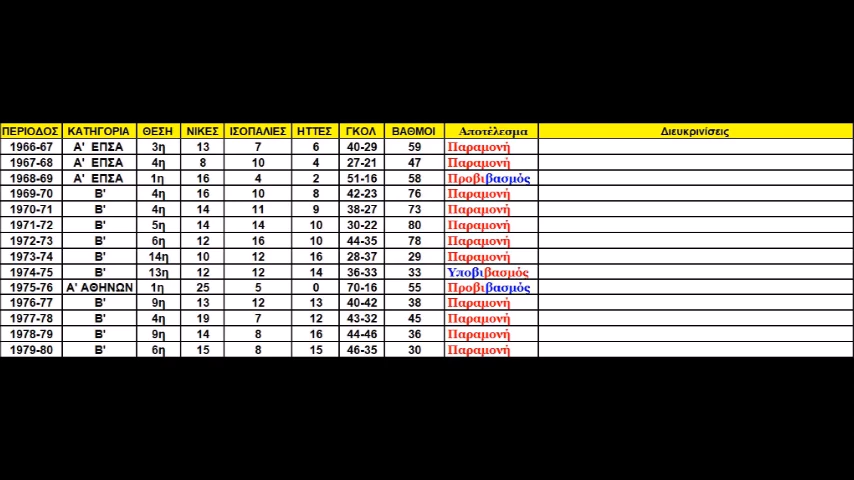 ΠΕΡΙΟΔΟΣ ΚΑΤΗΓΟΡΙΑ ΘΕΣΗ ΝΙΚΕΣ ΙΣΟΠΑΛΙΕΣ ΗΤΤΕΣ ΓΚΟΛ ΒΑΘΜΟΙ Αποτέλεσμα Διευκρινίσεις
1966-67 Α' ΕΠΣΑ 3η 13 7 6 40-29 59 Παραμονή
1967-68 Α' ΕΠΣΑ 4η 8 10 4 27-21 47 Παραμονή
1968-69 Α' ΕΠΣΑ 1η 16 4 2 51-16 58 Προβιβασμός
1969-70 Β' 4η 16 10 8 42-23 76 Παραμονή
1970-71 Β' 4η 14 11 9 38-27 73 Παραμονή
1971-72 Β' 5η 14 14 10 30-22 80 Παραμονή
1972-73 Β' 6η 12 16 10 44-35 78 Παραμονή
1973-74 Β' 14η 10 12 16 28-37 29 Παραμονή
1974-75 Β' 13η 12 12 14 36-33 33 Υποβιβασμός
1975-76 Α' ΑΘΗΝΩΝ 1η 25 5 0 70-16 55 Προβιβασμός
1976-77 Β' 9η 13 12 13 40-42 38 Παραμονή
1977-78 Β' 4η 19 7 12 43-32 45 Παραμονή
1978-79 Β' 9η 14 8 16 44-46 36 Παραμονή
1979-80 Β' 6η 15 8 15 46-35 30 Παραμονή